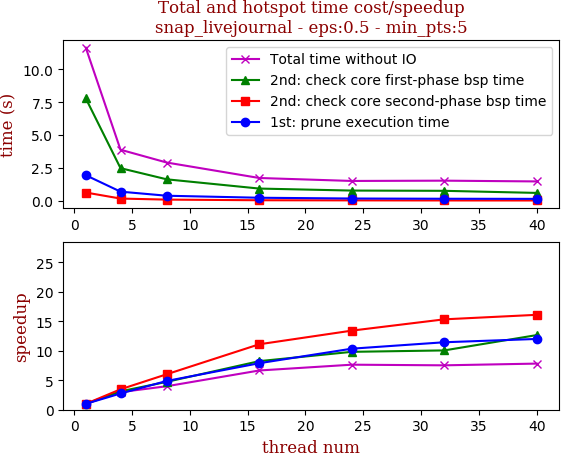 Total and hotspot time cost/speedup
snap_livejournal - eps:0.5 - min_pts:5
time (s)
10.0
7.5
5.0
2.5
0.0
Total time without IO
2nd: check core first-phase bsp time
2nd: check core second-phase bsp time
1st: prune execution time
0 5 10 15 20 25 30 35 40
speedup
25
20
15
10
5
0
0 5 10 15 20 25 30 35 40
thread num